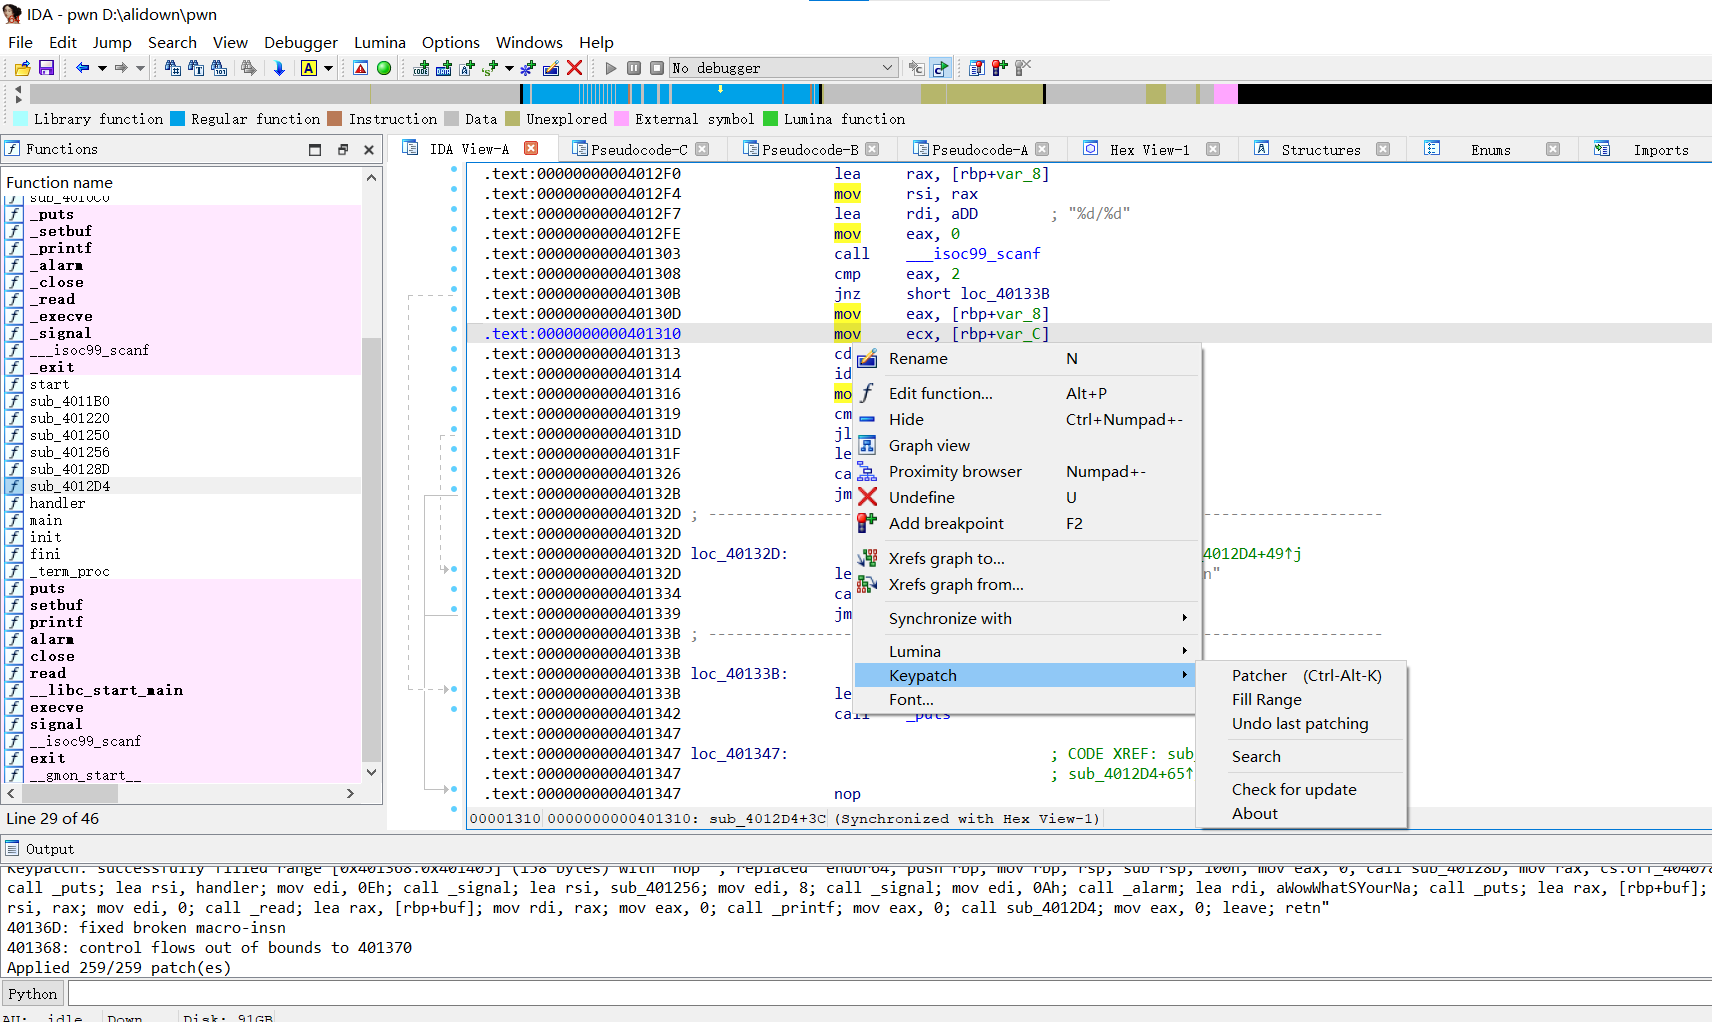 IDA - pwn D:\alidown\pwn
File Edit Jump Search View Debugger Lumina Options Windows Help
No debugger
Library function Regular function Instruction Data Unexplored External symbol Lumina function
Functions
IDA View-A Pseudocode-C Pseudocode-B Pseudocode-A Hex View-1 Structures Enums Imports
Function name
sub_4010C0
_puts
_setbuf
_printf
_alarm
_close
_read
_execve
_signal
___isoc99_scanf
_exit
start
sub_4011B0
sub_401220
sub_401250
sub_401256
sub_40128D
sub_4012D4
handler
main
init
fini
_term_proc
puts
setbuf
printf
alarm
close
read
__libc_start_main
execve
signal
__isoc99_scanf
exit
__gmon_start__
Line 29 of 46
.text:00000000004012F0 lea rax, [rbp+var_8]
.text:00000000004012F4 mov rsi, rax
.text:00000000004012F7 lea rdi, aDD ; "%d/%d"
.text:00000000004012FE mov eax, 0
.text:0000000000401303 call ___isoc99_scanf
.text:0000000000401308 cmp eax, 2
.text:000000000040130B jnz short loc_40133B
.text:000000000040130D mov eax, [rbp+var_8]
.text:0000000000401310 mov ecx, [rbp+var_C]
.text:0000000000401313 cd
.text:0000000000401314 id
.text:0000000000401316 mo
.text:0000000000401319 cm
.text:000000000040131D jl
.text:000000000040131F le
.text:0000000000401326 ca
.text:000000000040132B jm
.text:000000000040132D ; ---------------------------------------------------------------------------
.text:000000000040132D
.text:000000000040132D loc_40132D: 4012D4+49↑j
.text:000000000040132D le n"
.text:0000000000401334 ca
.text:0000000000401339 jm
.text:000000000040133B ; ---------------------------------------------------------------------------
.text:000000000040133B
.text:000000000040133B loc_40133B:
.text:000000000040133B le
.text:0000000000401342 call _puts
.text:0000000000401347
.text:0000000000401347 loc_401347: ; CODE XREF: sub_
.text:0000000000401347 ; sub_4012D4+65↑
.text:0000000000401347 nop
00001310 0000000000401310: sub_4012D4+3C (Synchronized with Hex View-1)
Rename N
Edit function... Alt+P
Hide Ctrl+Numpad+-
Graph view
Proximity browser Numpad+-
Undefine U
Add breakpoint F2
Xrefs graph to...
Xrefs graph from...
Synchronize with
Lumina
Keypatch
Font...
Patcher (Ctrl-Alt-K)
Fill Range
Undo last patching
Search
Check for update
About
Output
Keypatch: successfully filled range [0x401368:0x401405] (158 bytes) with "nop", replaced "endbr64; push rbp; mov rbp, rsp; sub rsp, 100h; mov eax, 0; call sub_40128D; mov rax, cs:off_404078
call _puts; lea rsi, handler; mov edi, 0Eh; call _signal; lea rsi, sub_401256; mov edi, 8; call _signal; mov edi, 0Ah; call _alarm; lea rdi, aWowWhatSYourNa; call _puts; lea rax, [rbp+buf];
rsi, rax; mov edi, 0; call _read; lea rax, [rbp+buf]; mov rdi, rax; mov eax, 0; call _printf; mov eax, 0; call sub_4012D4; mov eax, 0; leave; retn"
40136D: fixed broken macro-insn
401368: control flows out of bounds to 401370
Applied 259/259 patch(es)
Python
AU: idle Down Disk: 91GB